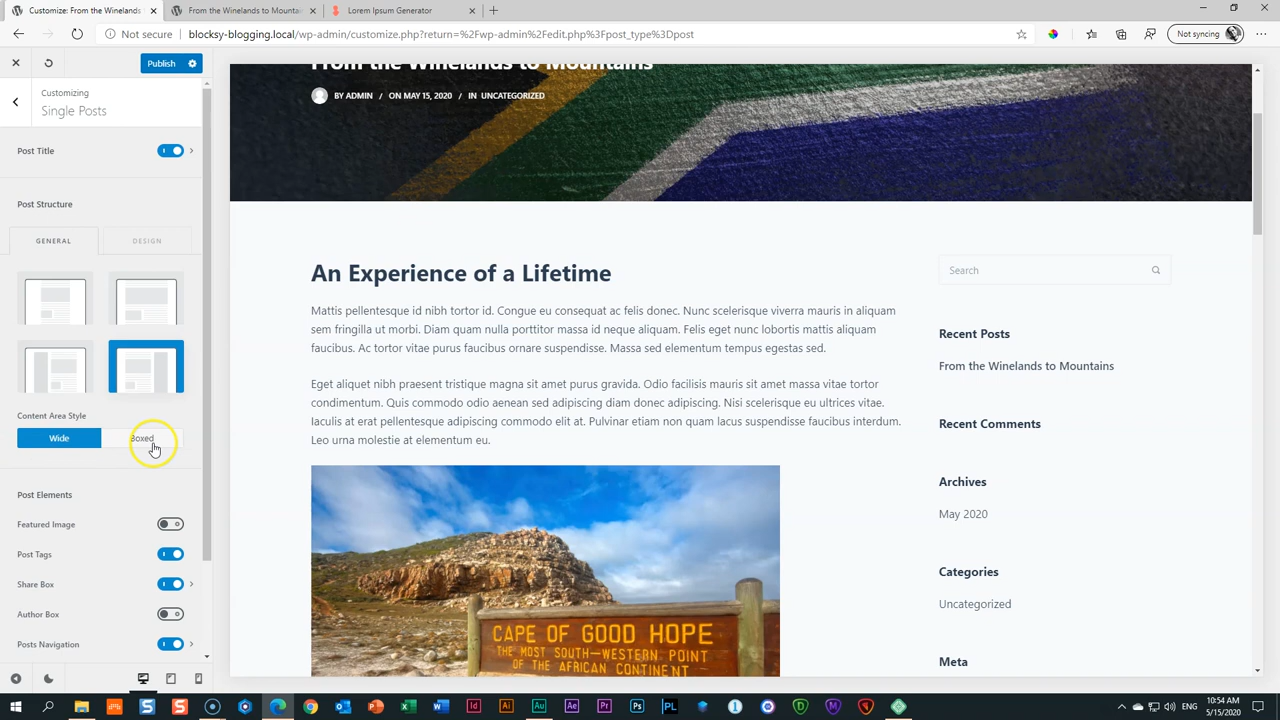 Customize: From the Winelands
From the Winelands to Mountai
Lorem Ipsum Generator
Not secure
blocksy-blogging.local/wp-admin/customize.php?return=%2Fwp-admin%2Fedit.php%3Fpost_type%3Dpost
Not syncing
Publish
Customizing
Single Posts
Post Title
Post Structure
GENERAL
DESIGN
Content Area Style
Wide
Boxed
Post Elements
Featured Image
Post Tags
Share Box
Author Box
Posts Navigation
From the Winelands to Mountains
BY ADMIN / ON MAY 15, 2020 / IN UNCATEGORIZED
An Experience of a Lifetime
Mattis pellentesque id nibh tortor id. Congue eu consequat ac felis donec. Nunc scelerisque viverra mauris in aliquam
sem fringilla ut morbi. Diam quam nulla porttitor massa id neque aliquam. Felis eget nunc lobortis mattis aliquam
faucibus. Ac tortor vitae purus faucibus ornare suspendisse. Massa sed elementum tempus egestas sed.
Eget aliquet nibh praesent tristique magna sit amet purus gravida. Odio facilisis mauris sit amet massa vitae tortor
condimentum. Quis commodo odio aenean sed adipiscing diam donec adipiscing. Nisi scelerisque eu ultrices vitae.
Iaculis at erat pellentesque adipiscing commodo elit at. Pulvinar etiam non quam lacus suspendisse faucibus interdum.
Leo urna molestie at elementum eu.
CAPE OF GOOD HOPE
THE MOST SOUTH-WESTERN POINT
OF THE AFRICAN CONTINENT
Search
Recent Posts
From the Winelands to Mountains
Recent Comments
Archives
May 2020
Categories
Uncategorized
Meta
ENG
10:54 AM
5/15/2020